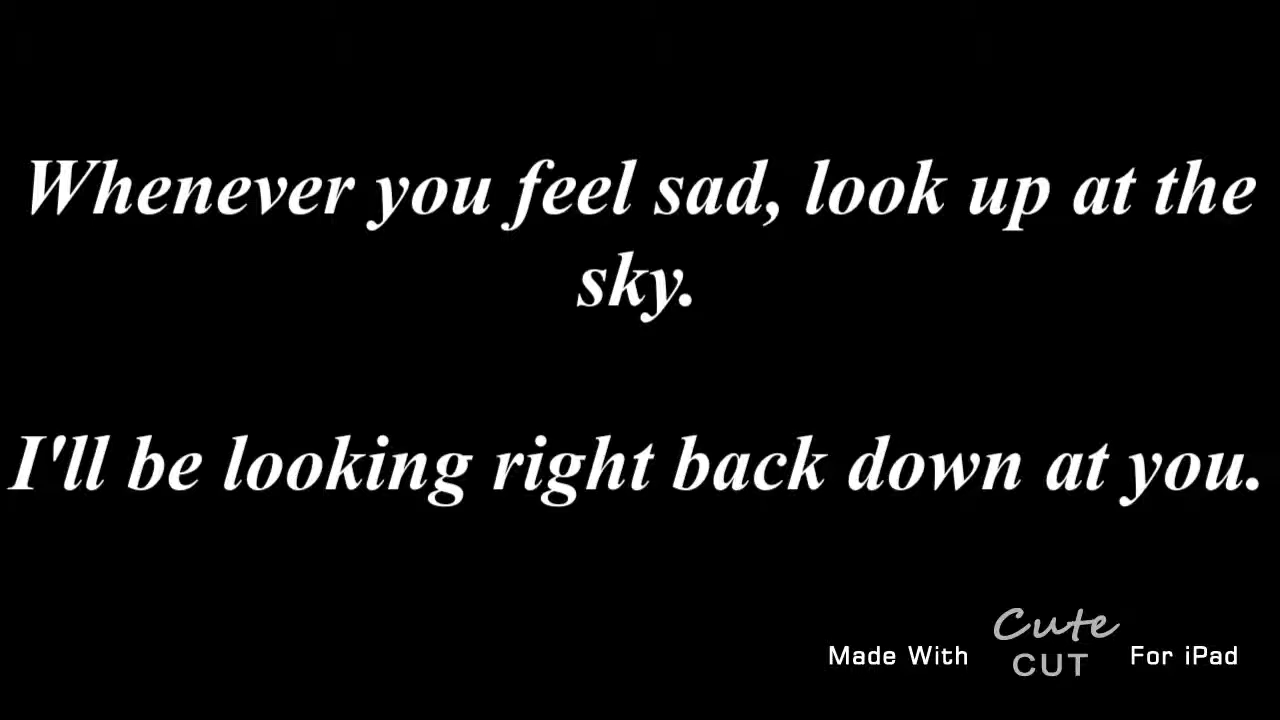 Whenever you feel sad, look up at the
sky.
I'll be looking right back down at you.
Made With Cute CUT For iPad